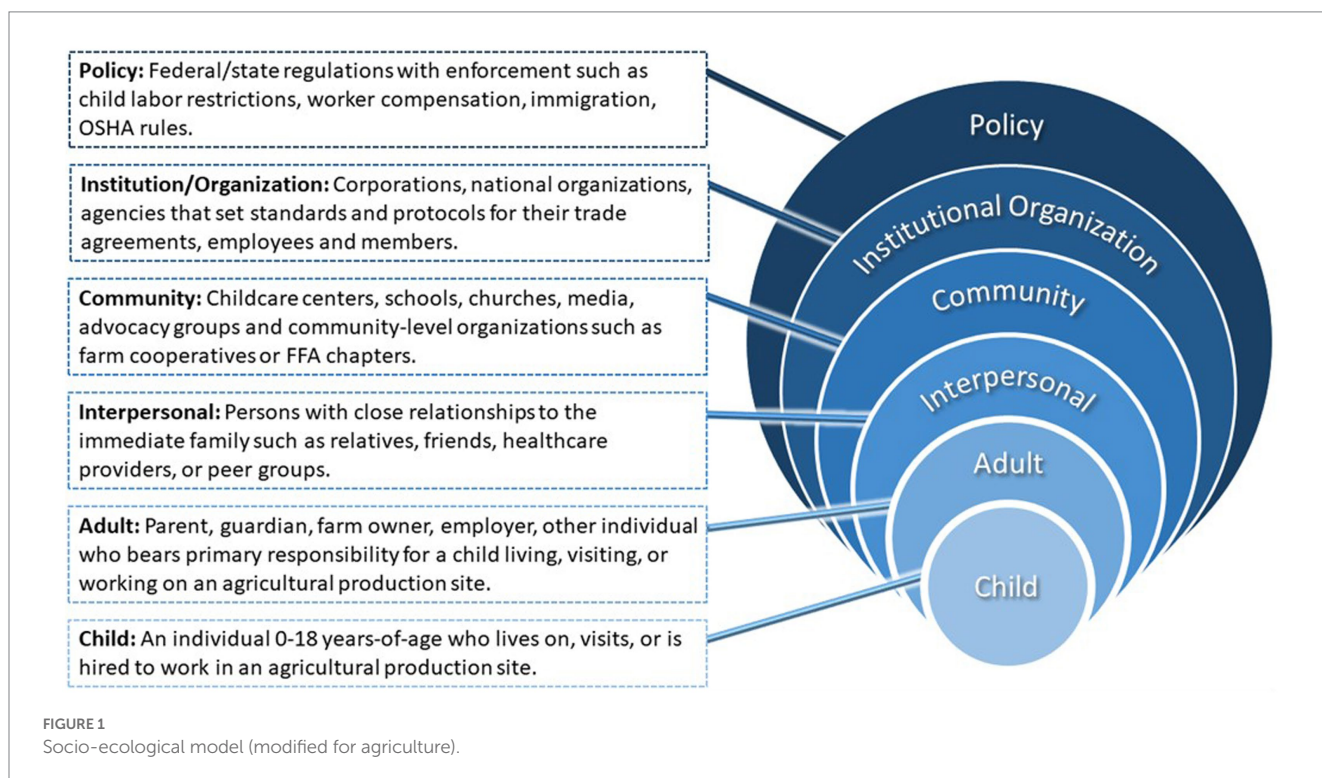 Policy: Federal/state regulations with enforcement such as
child labor restrictions, worker compensation, immigration,
OSHA rules.
Institution/Organization: Corporations, national organizations,
agencies that set standards and protocols for their trade
agreements, employees and members.
Community: Childcare centers, schools, churches, media,
advocacy groups and community-level organizations such as
farm cooperatives or FFA chapters.
Interpersonal: Persons with close relationships to the
immediate family such as relatives, friends, healthcare
providers, or peer groups.
Adult: Parent, guardian, farm owner, employer, other individual
who bears primary responsibility for a child living, visiting, or
working on an agricultural production site.
Child: An individual 0-18 years-of-age who lives on, visits, or is
hired to work in an agricultural production site.
Policy
Institutional Organization
Community
Interpersonal
Adult
Child
FIGURE 1
Socio-ecological model (modified for agriculture).